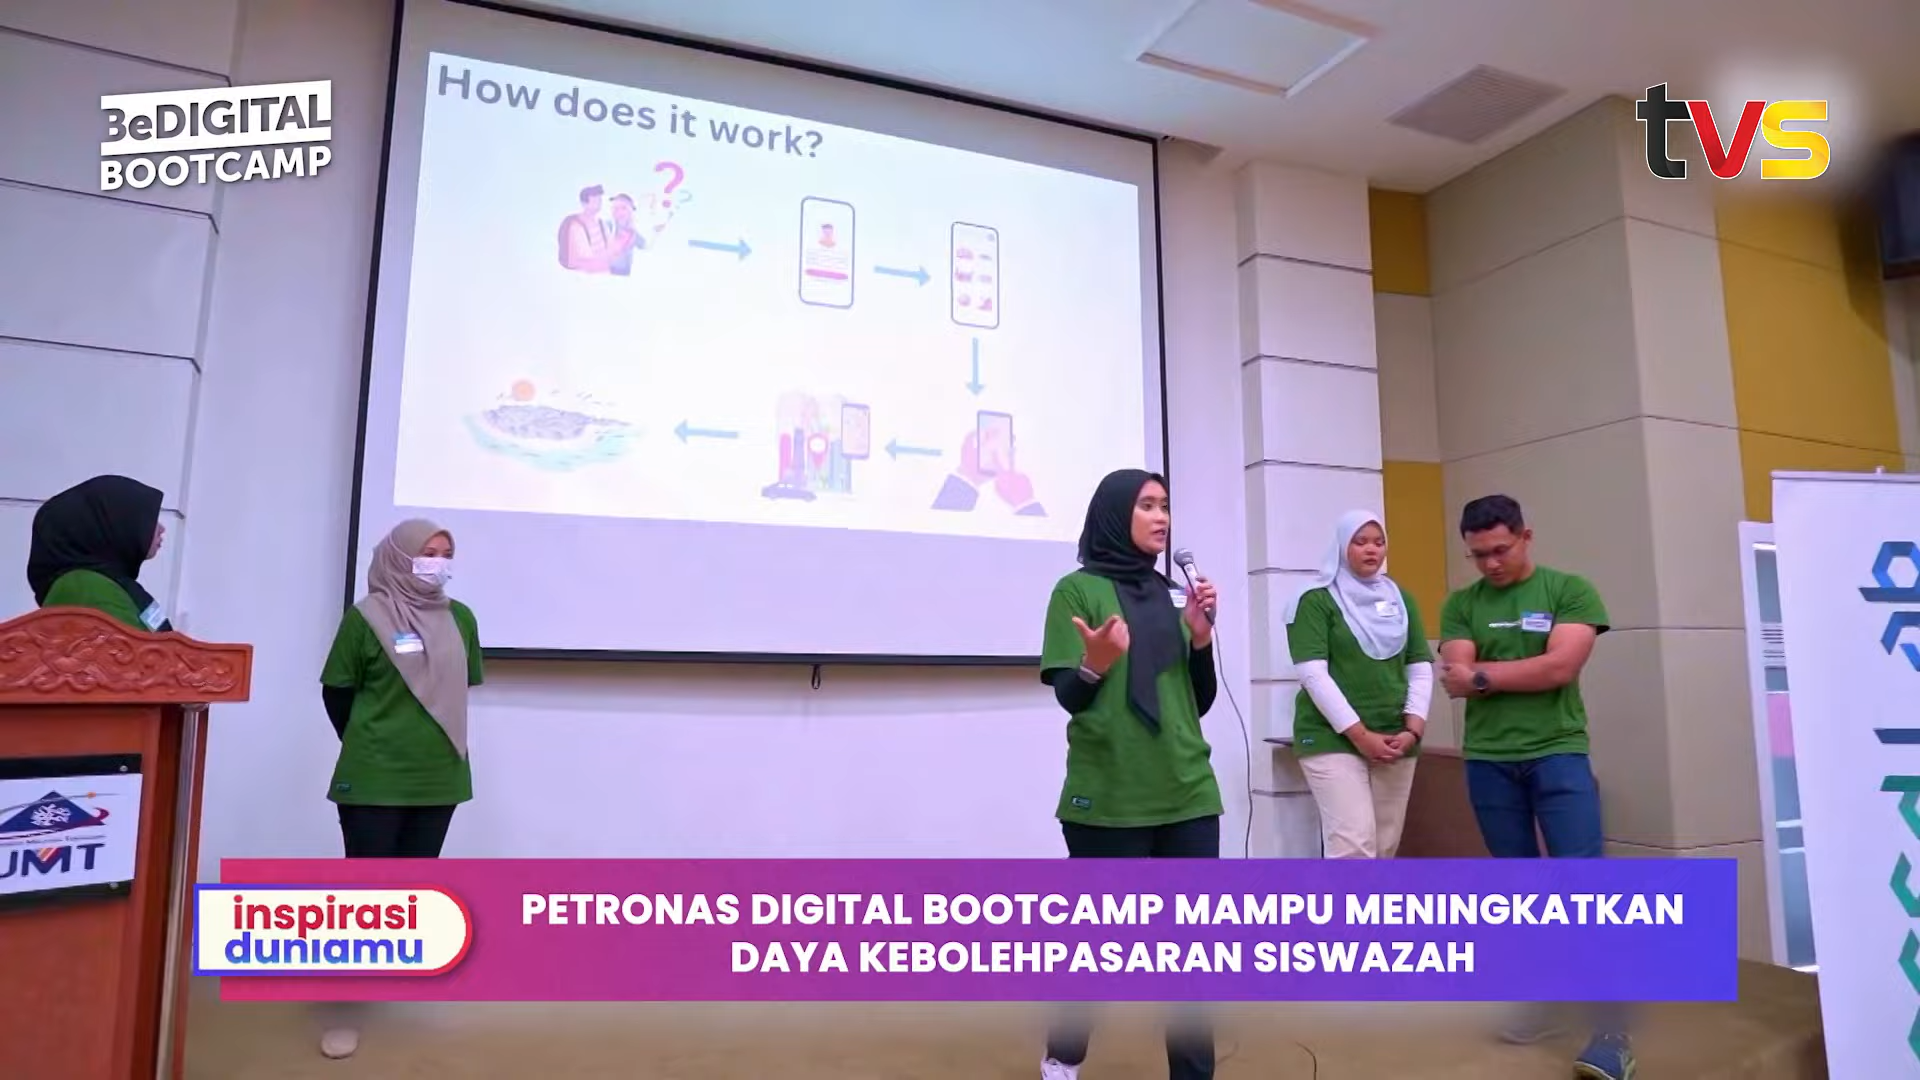 BeDIGITAL
BOOTCAMP
How does it work?
tvs
UMT
inspirasi
duniamu
PETRONAS DIGITAL BOOTCAMP MAMPU MENINGKATKAN
DAYA KEBOLEHPASARAN SISWAZAH